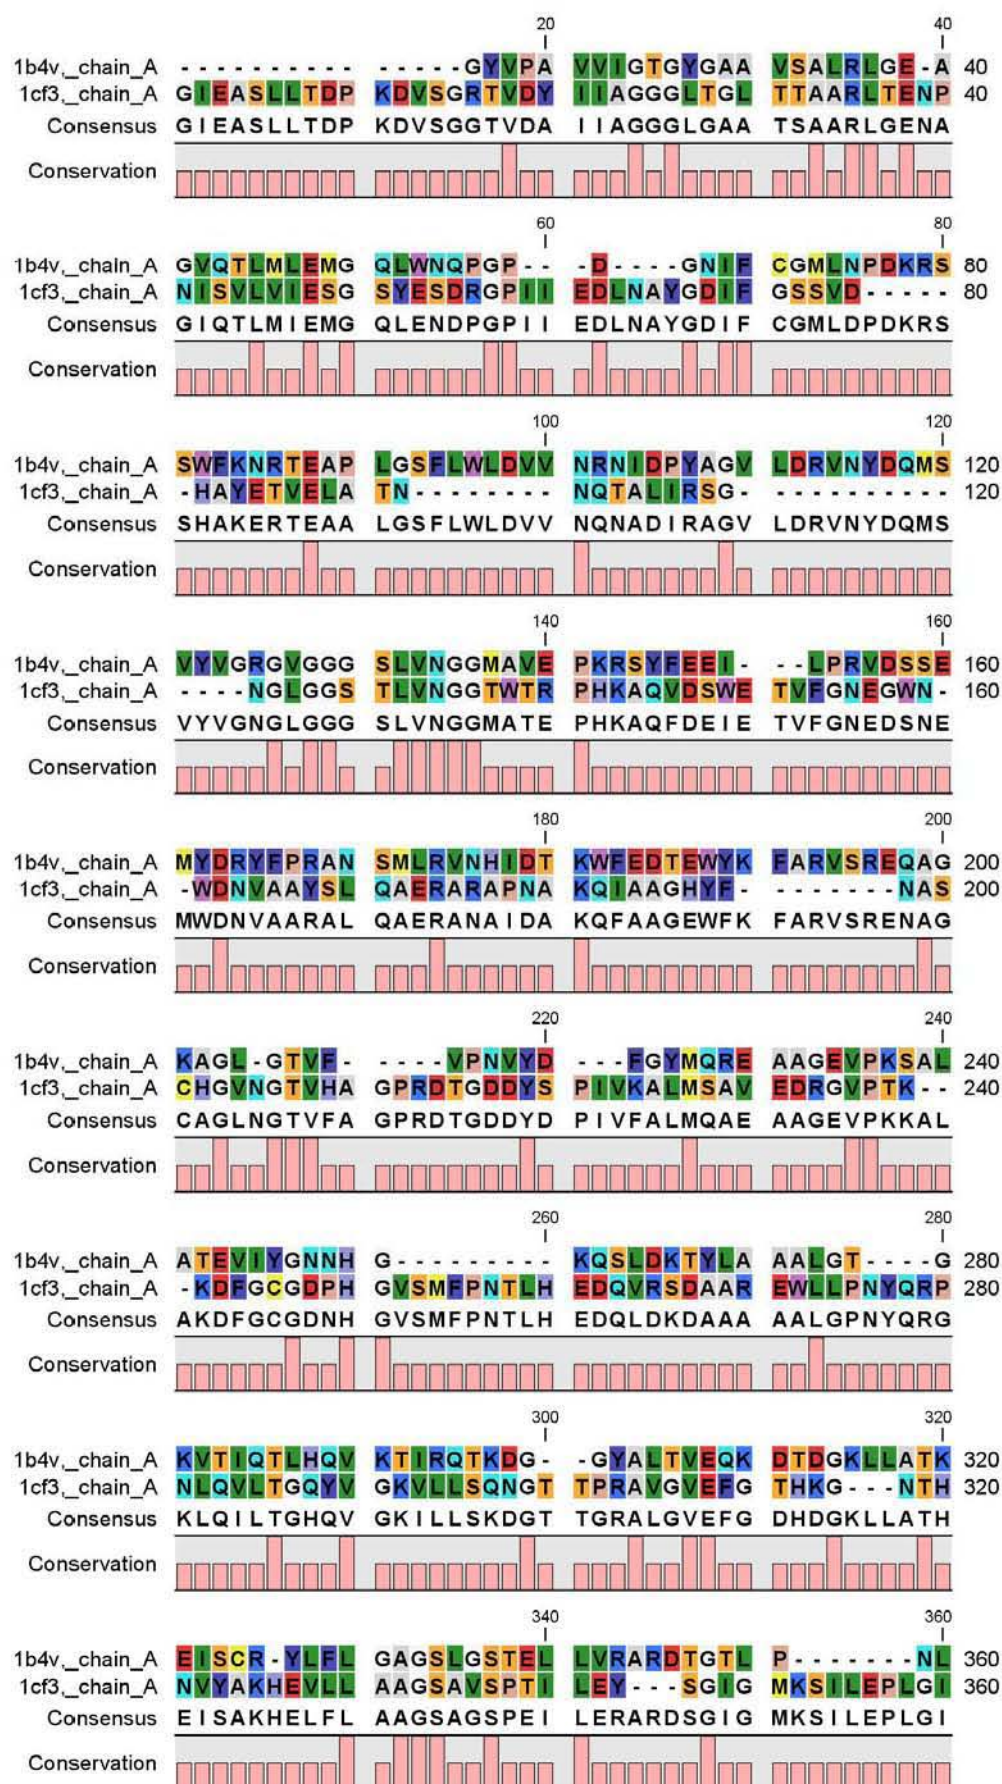 20 40
1b4v,_chain_A ---------- -----GYVPA VVIGTGYGAA VSALRLGE-A 40
1cf3,_chain_A GIEASLLTDP KDVSGRTVDY IIAGGGLTGL TTAARLTENP 40
Consensus GIEASLLTDP KDVSGGTVDA IIAGGGLGAA TSAARLGENA
Conservation
60 80
1b4v,_chain_A GVQTLMLEMG QLWNQPGP-- -D----GNIF CGMLNPDKRS 80
1cf3,_chain_A NISVLVIESG SYESDRGPII EDLNAYGDIF GSSVD----- 80
Consensus GIQTLMIEMG QLENDPGPII EDLNAYGDIF CGMLDPDKRS
Conservation
100 120
1b4v,_chain_A SWFKNRTEAP LGSFLWLDVV NRNIDPYAGV LDRVNYDQMS 120
1cf3,_chain_A -HAYETVELA TN-------- NQTALIRSG- ---------- 120
Consensus SHAKERTEAA LGSFLWLDVV NQNADIRAGV LDRVNYDQMS
Conservation
140 160
1b4v,_chain_A VYVGRGVGGG SLVNGGMAVE PKRSYFEEI- --LPRVDSSE 160
1cf3,_chain_A ----NGLGGS TLVNGGTWTR PHKAQVDSWE TVFGNEGWN- 160
Consensus VYVGNGLGGG SLVNGGMATE PHKAQFDEIE TVFGNEDSNE
Conservation
180 200
1b4v,_chain_A MYDRYFPRAN SMLRVNHIDT KWFEDTEWYK FARVSREQAG 200
1cf3,_chain_A -WDNVAAYSL QAERARAPNA KQIAAGHYF- -------NAS 200
Consensus MWDNVAARAL QAERANAIDA KQFAAGEWFK FARVSRENAG
Conservation
220 240
1b4v,_chain_A KAGL-GTVF- ----VPNVYD ---FGYMQRE AAGEVPKSAL 240
1cf3,_chain_A CHGVNGTVHA GPRDTGDDYS PIVKALMSAV EDRGVPTK-- 240
Consensus CAGLNGTVFA GPRDTGDDYD PIVFALMQAE AAGEVPKKAL
Conservation
260 280
1b4v,_chain_A ATEVIYGNNH G--------- KQSLDKTYLA AALGT----G 280
1cf3,_chain_A -KDFGCGDPH GVSMFPNTLH EDQVRSDAAR EWLLPNYQRP 280
Consensus AKDFGCGDNH GVSMFPNTLH EDQLDKDAAA AALGPNYQRG
Conservation
300 320
1b4v,_chain_A KVTIQTLHQV KTIRQTKDG- -GYALTVEQK DTDGKLLATK 320
1cf3,_chain_A NLQVLTGQYV GKVLLSQNGT TPRAVGVEFG THKG---NTH 320
Consensus KLQILTGHQV GKILLSKDGT TGRALGVEFG DHDGKLLATH
Conservation
340 360
1b4v,_chain_A EISCR-YLFL GAGSLGSTEL LVRARDTGTL P-------NL 360
1cf3,_chain_A NVYAKHEVLL AAGSAVSPTI LEY---SGIG MKSILEPLGI 360
Consensus EISAKHELFL AAGSAGSPEI LERARDSGIG MKSILEPLGI
Conservation